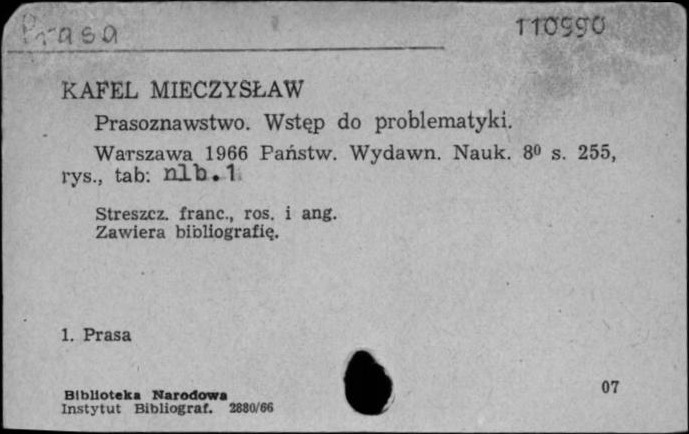 Prasa
110990
KAFEL MIECZYSŁAW
Prasoznawstwo. Wstęp do problematyki.
Warszawa 1966 Państw. Wydawn. Nauk. 8⁰ s. 255,
rys., tab: nlb.1
Streszcz. franc., ros. i ang.
Zawiera bibliografię.
1. Prasa
07
Biblioteka Narodowa
Instytut Bibliograf. 2880/66